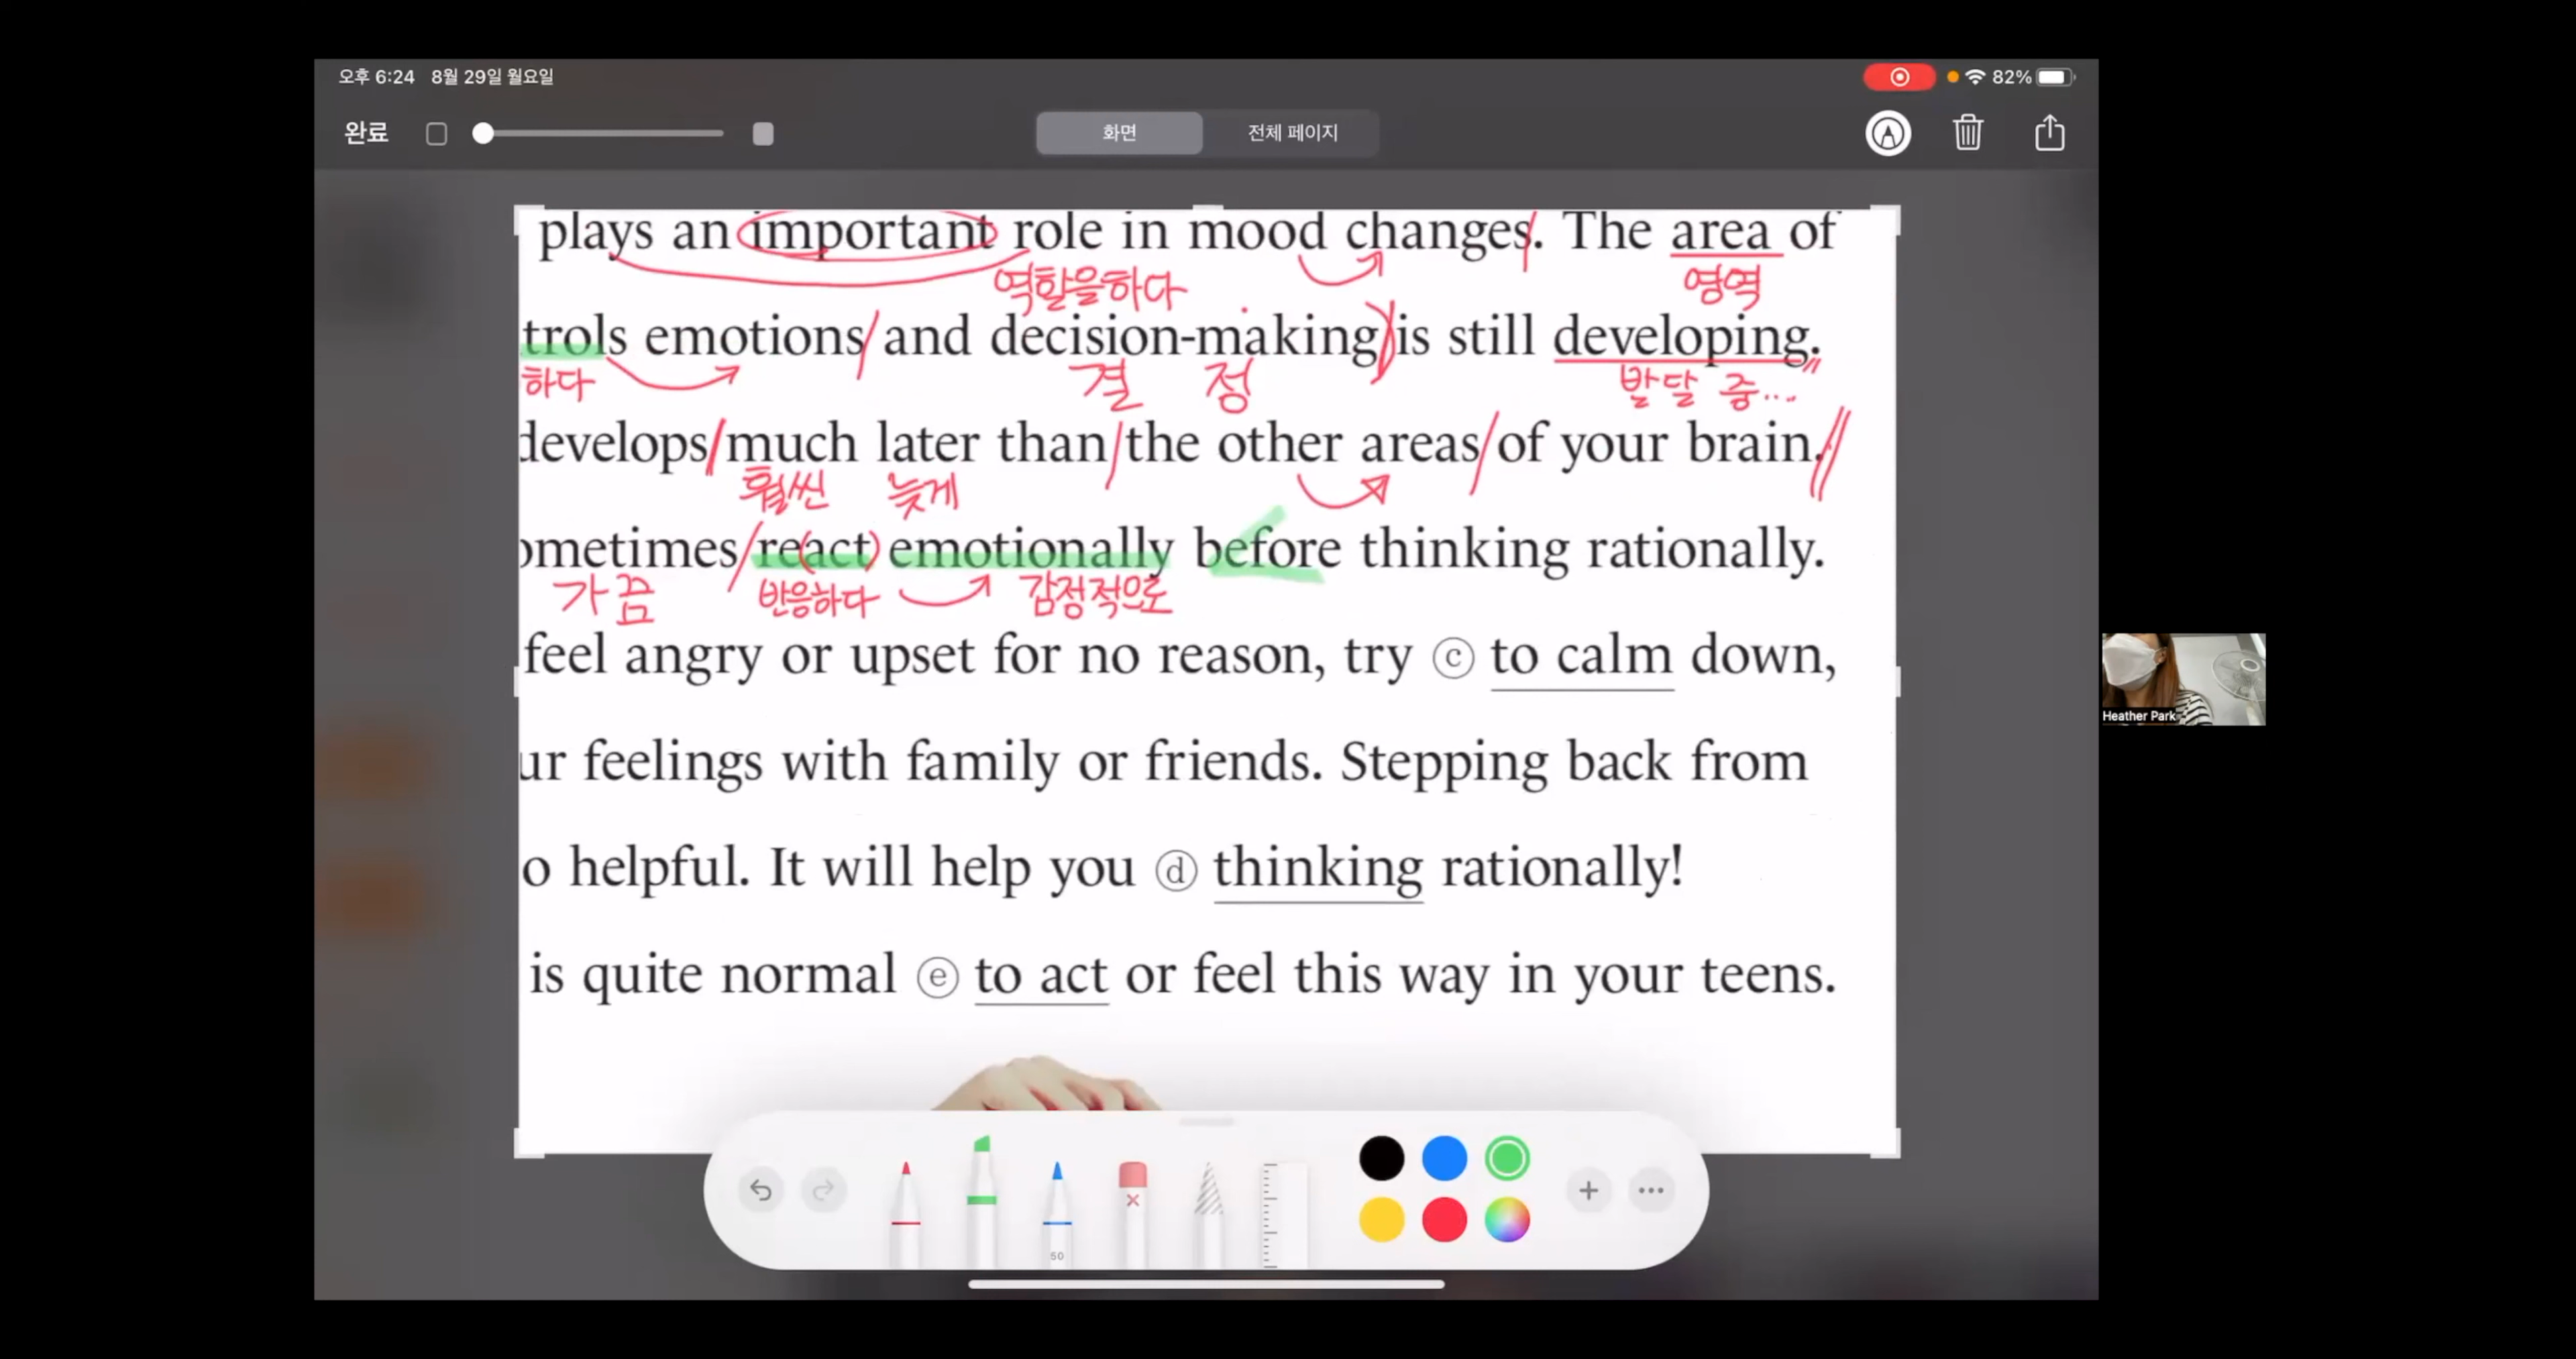 오후 6:24 8월 29일 월요일
82%
완료
화면 전체 페이지
plays an important role in mood changes. The area of
역할을하다 영역
trols emotions and decision-making is still developing.
하다 결 정 발달 중...
develops much later than the other areas of your brain.
훨씬 늦게
ometimes react emotionally before thinking rationally.
가끔 반응하다 감정적으로
feel angry or upset for no reason, try ⓒ to calm down,
ur feelings with family or friends. Stepping back from
o helpful. It will help you ⓓ thinking rationally!
is quite normal ⓔ to act or feel this way in your teens.
50
Heather Park